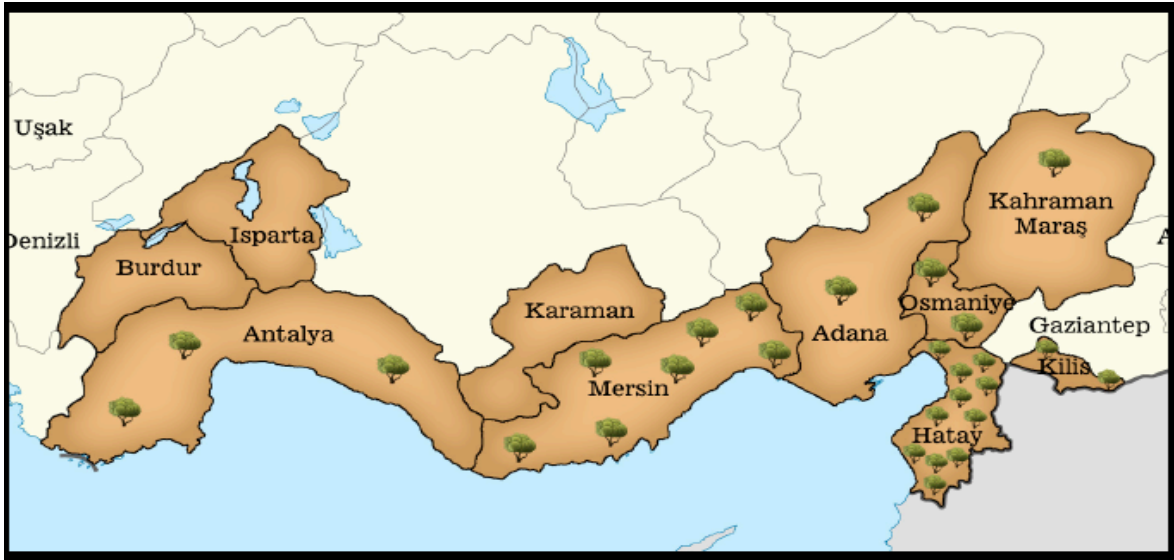 Uşak
Denizli
Isparta
Burdur
Antalya
Karaman
Mersin
Adana
Kahraman
Maraş
Osmaniye
Gaziantep
Kilis
Hatay
A